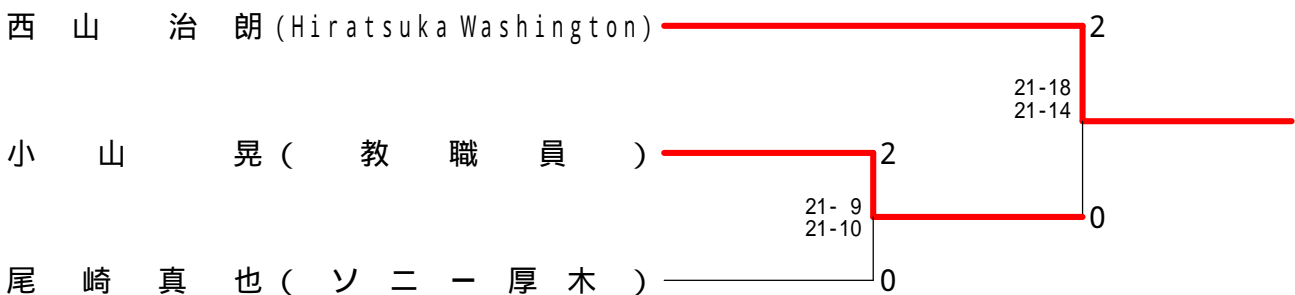 西山 治朗(Hiratsuka Washington)
2
21-18
21-14
小山 晃(教職員)
2
21- 9
21-10
0
尾崎真也(ソニー厚木)
0